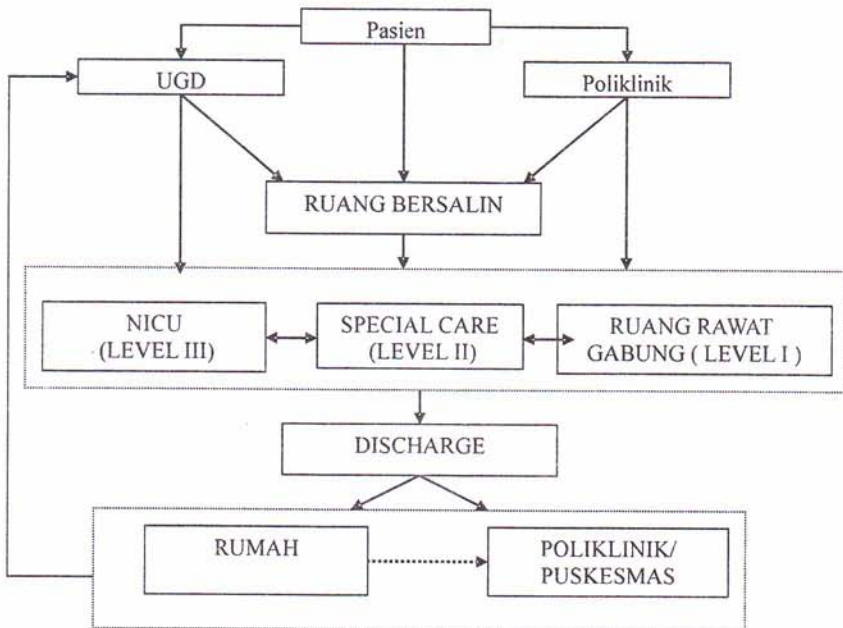 Pasien
UGD
Poliklinik
RUANG BERSALIN
NICU
(LEVEL III)
SPECIAL CARE
(LEVEL II)
RUANG RAWAT
GABUNG ( LEVEL I )
DISCHARGE
RUMAH
POLIKLINIK/
PUSKESMAS